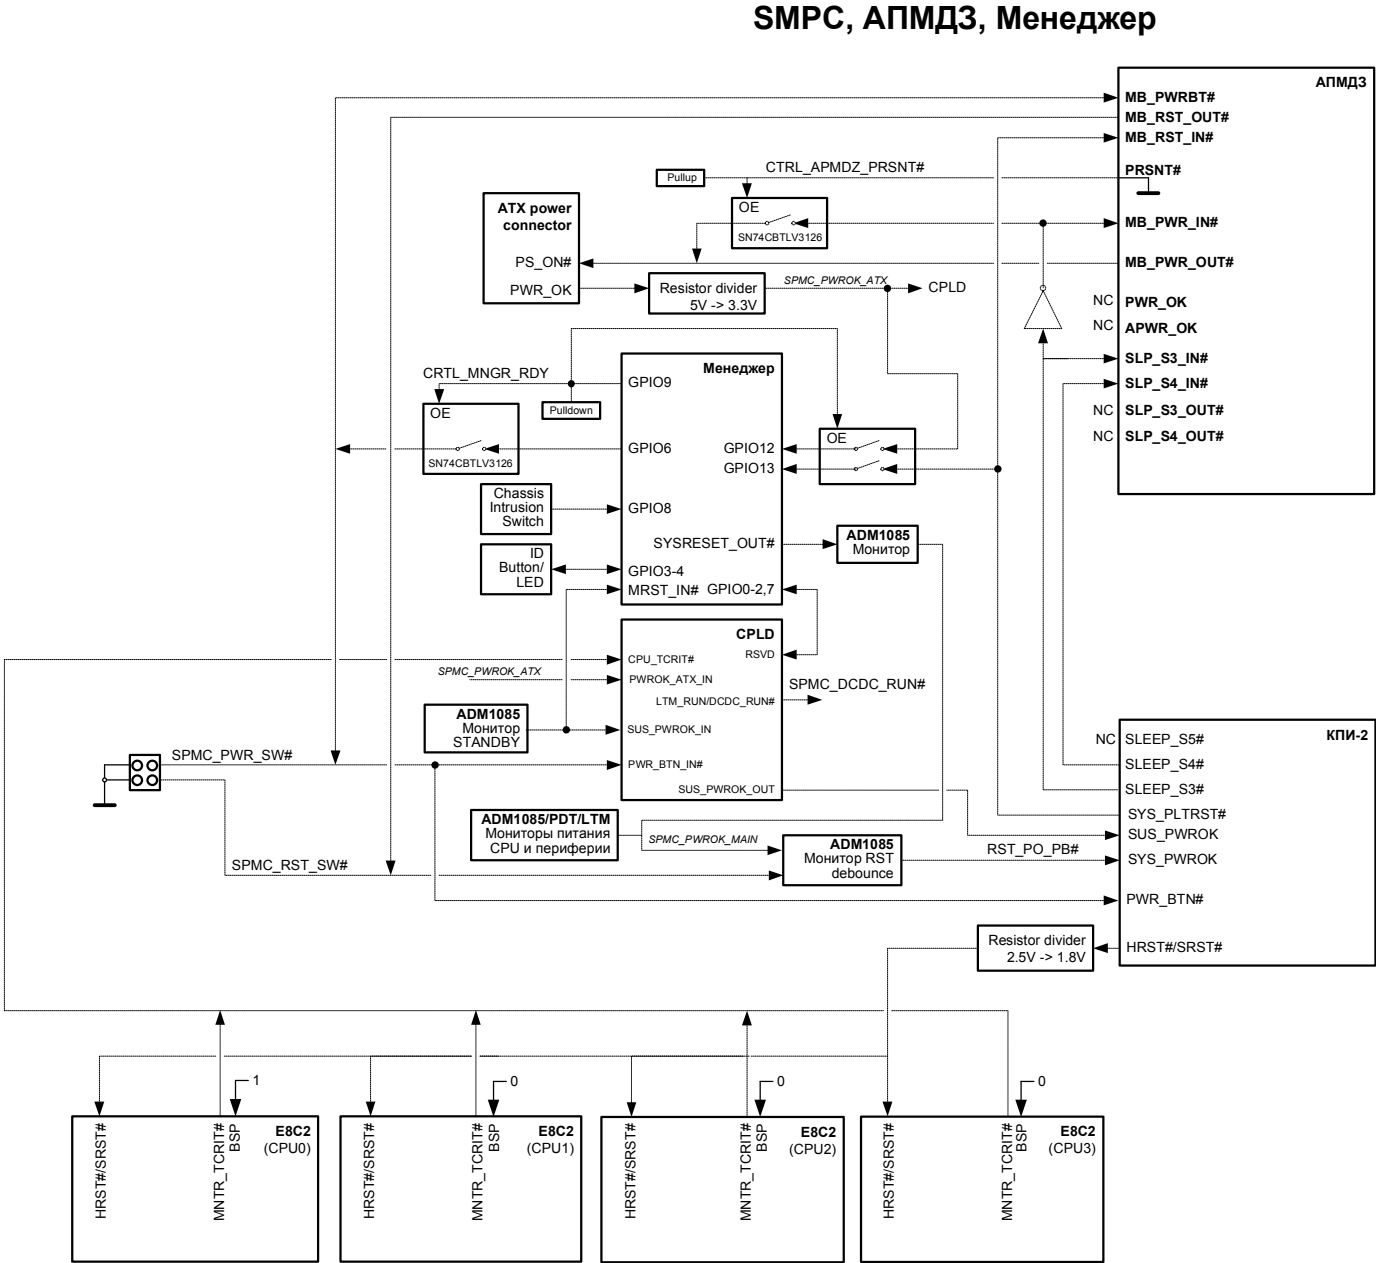 SMPC, АПМДЗ, Менеджер
АПМДЗ
MB_PWRBT#
MB_RST_OUT#
MB_RST_IN#
PRSNT#
MB_PWR_IN#
MB_PWR_OUT#
NC PWR_OK
NC APWR_OK
SLP_S3_IN#
SLP_S4_IN#
NC SLP_S3_OUT#
NC SLP_S4_OUT#
Pullup
CTRL_APMDZ_PRSNT#
OE
SN74CBTLV3126
ATX power
connector
PS_ON#
PWR_OK
Resistor divider
5V -> 3.3V
SPMC_PWROK_ATX
CPLD
CRTL_MNGR_RDY
Pulldown
OE
SN74CBTLV3126
Менеджер
GPIO9
GPIO6
GPIO12
GPIO13
GPIO8
SYSRESET_OUT#
GPIO3-4
MRST_IN# GPIO0-2,7
OE
Chassis
Intrusion
Switch
ID
Button/
LED
ADM1085
Монитор
CPLD
RSVD
CPU_TCRIT#
PWROK_ATX_IN
LTM_RUN/DCDC_RUN#
SUS_PWROK_IN
PWR_BTN_IN#
SUS_PWROK_OUT
SPMC_PWROK_ATX
SPMC_DCDC_RUN#
ADM1085
Монитор
STANDBY
SPMC_PWR_SW#
SPMC_RST_SW#
ADM1085/PDT/LTM
Мониторы питания
CPU и периферии
SPMC_PWROK_MAIN
ADM1085
Монитор RST
debounce
RST_PO_PB#
КПИ-2
NC SLEEP_S5#
SLEEP_S4#
SLEEP_S3#
SYS_PLTRST#
SUS_PWROK
SYS_PWROK
PWR_BTN#
HRST#/SRST#
Resistor divider
2.5V -> 1.8V
1
HRST#/SRST#
MNTR_TCRIT#
BSP
E8C2
(CPU0)
0
HRST#/SRST#
MNTR_TCRIT#
BSP
E8C2
(CPU1)
0
HRST#/SRST#
MNTR_TCRIT#
BSP
E8C2
(CPU2)
0
HRST#/SRST#
MNTR_TCRIT#
BSP
E8C2
(CPU3)